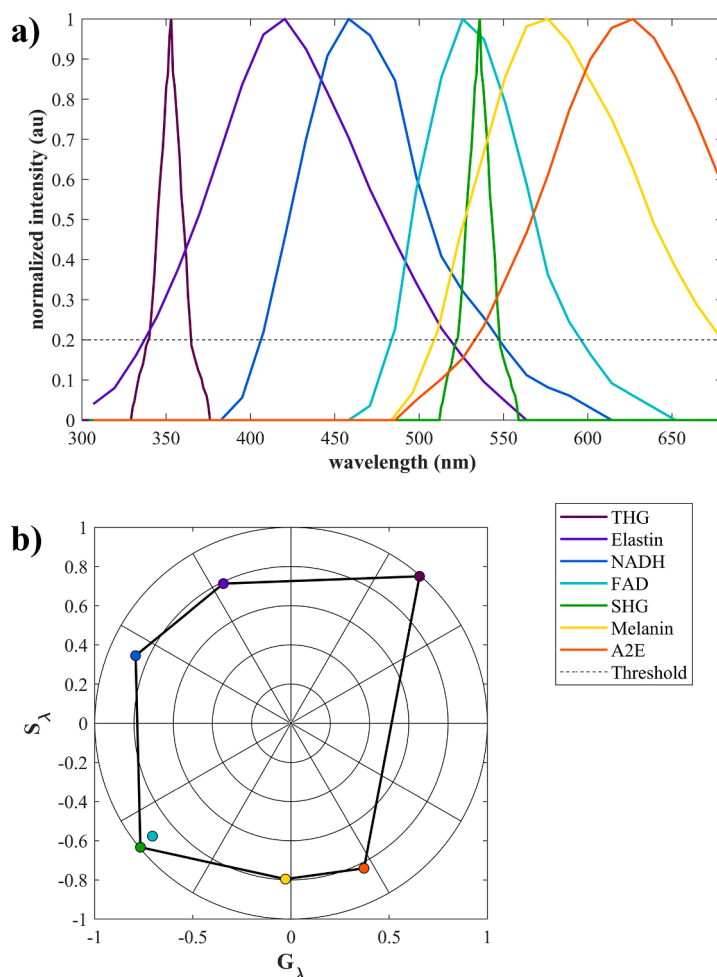 a)
1
0.9
0.8
0.7
0.6
0.5
0.4
0.3
0.2
0.1
0
normalized intensity (au)
300 350 400 450 500 550 600 650
wavelength (nm)
b)
1
0.8
0.6
0.4
0.2
0
-0.2
-0.4
-0.6
-0.8
-1
S_λ
-1 -0.5 0 0.5 1
G_λ
THG
Elastin
NADH
FAD
SHG
Melanin
A2E
Threshold